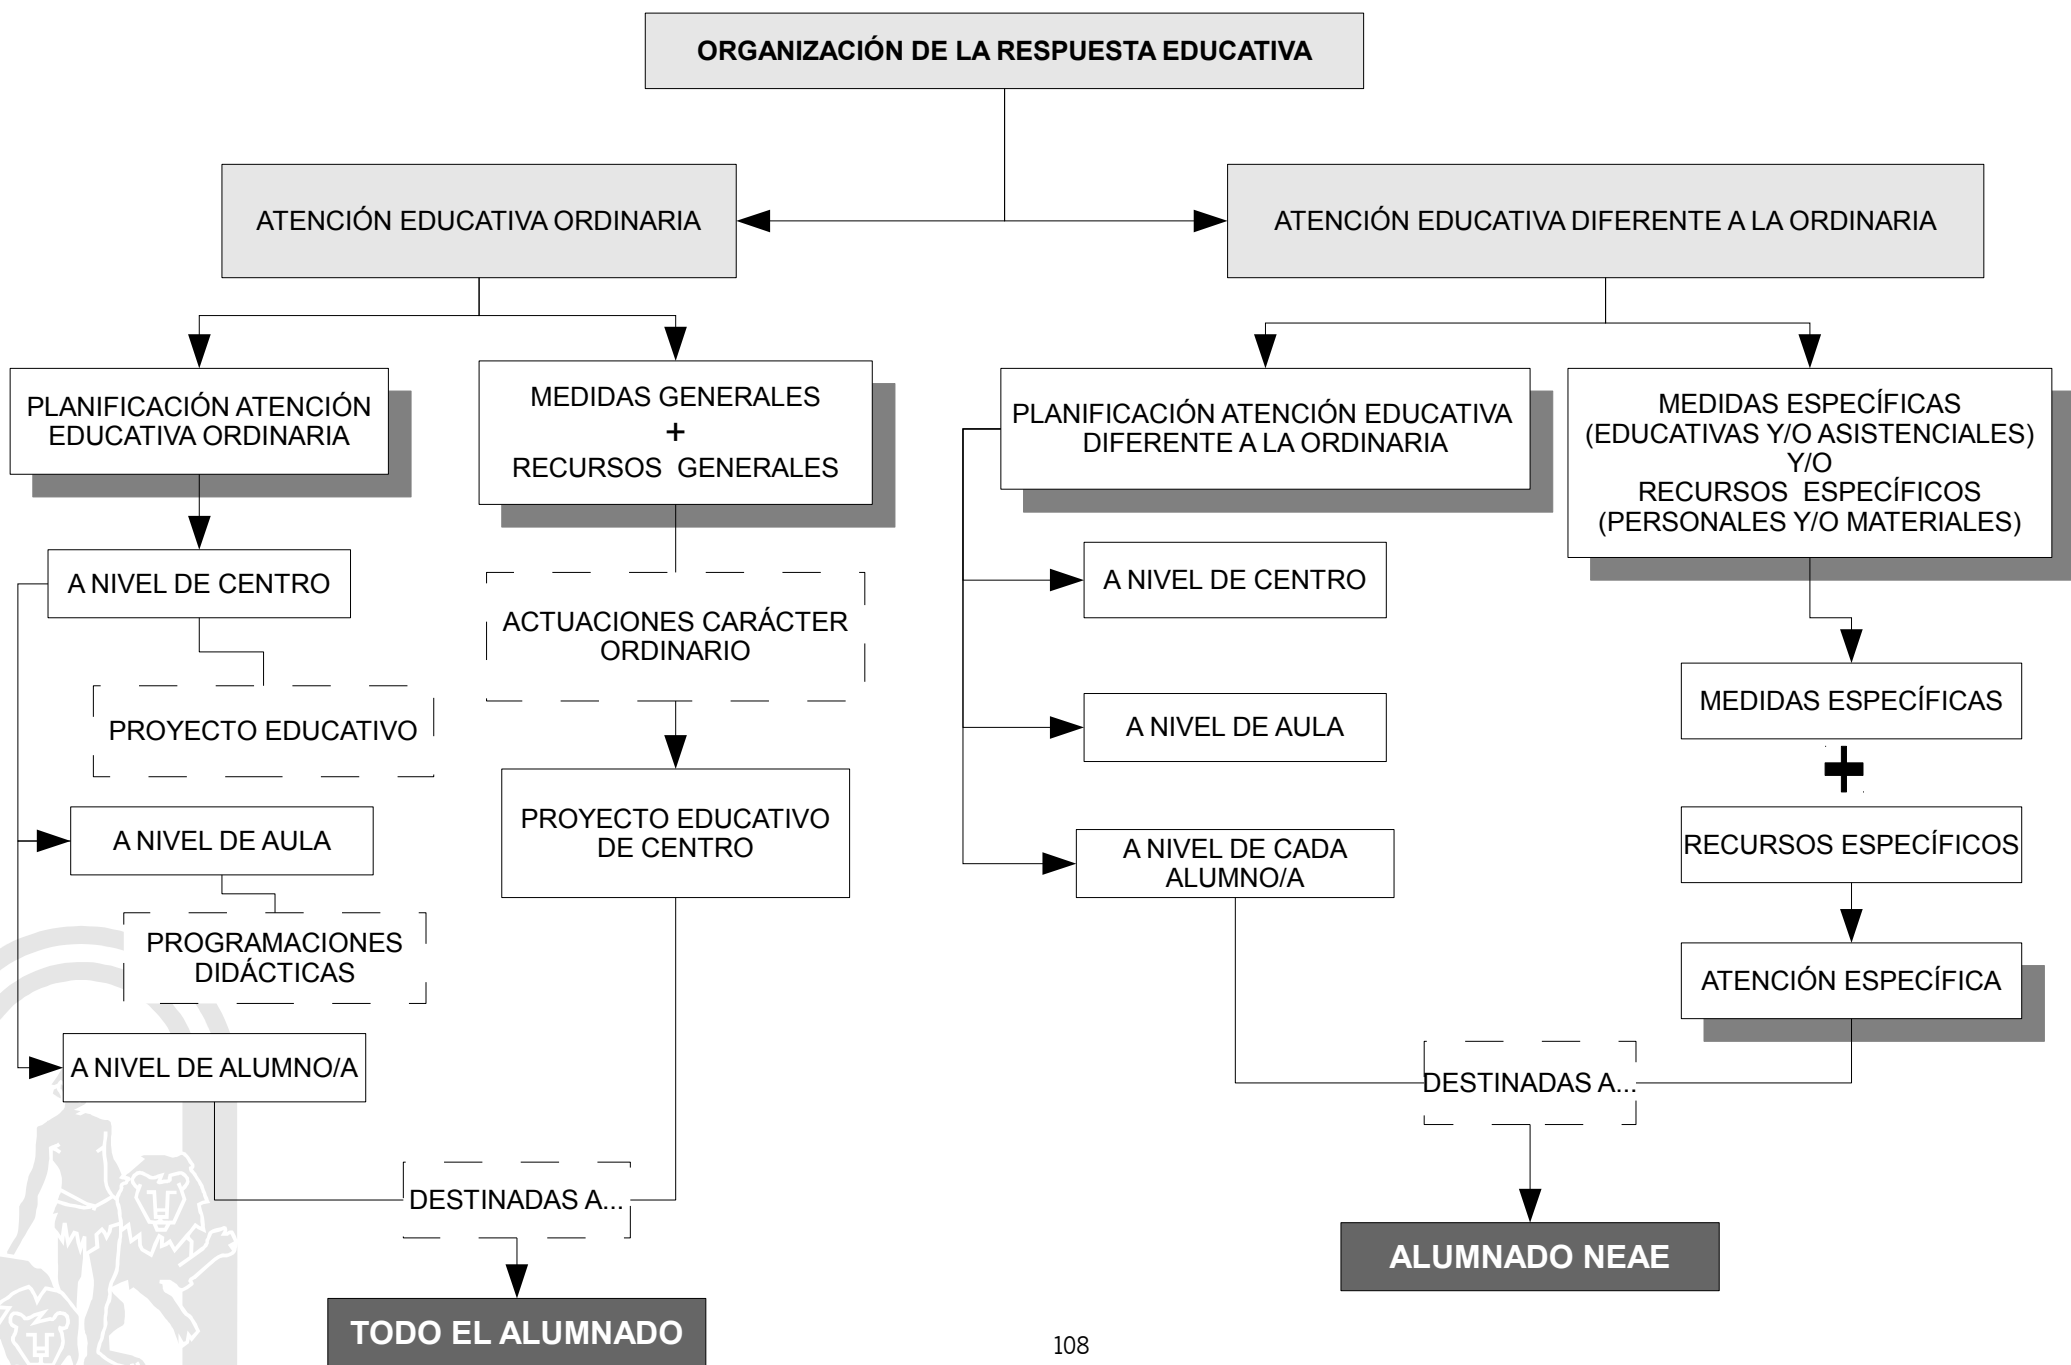 ORGANIZACIÓN DE LA RESPUESTA EDUCATIVA
ATENCIÓN EDUCATIVA ORDINARIA
ATENCIÓN EDUCATIVA DIFERENTE A LA ORDINARIA
PLANIFICACIÓN ATENCIÓN
EDUCATIVA ORDINARIA
MEDIDAS GENERALES
+
RECURSOS GENERALES
PLANIFICACIÓN ATENCIÓN EDUCATIVA
DIFERENTE A LA ORDINARIA
MEDIDAS ESPECÍFICAS
(EDUCATIVAS Y/O ASISTENCIALES)
Y/O
RECURSOS ESPECÍFICOS
(PERSONALES Y/O MATERIALES)
A NIVEL DE CENTRO
PROYECTO EDUCATIVO
A NIVEL DE AULA
PROGRAMACIONES
DIDÁCTICAS
A NIVEL DE ALUMNO/A
ACTUACIONES CARÁCTER
ORDINARIO
PROYECTO EDUCATIVO
DE CENTRO
DESTINADAS A...
TODO EL ALUMNADO
A NIVEL DE CENTRO
A NIVEL DE AULA
A NIVEL DE CADA
ALUMNO/A
MEDIDAS ESPECÍFICAS
+
RECURSOS ESPECÍFICOS
ATENCIÓN ESPECÍFICA
DESTINADAS A...
ALUMNADO NEAE
108